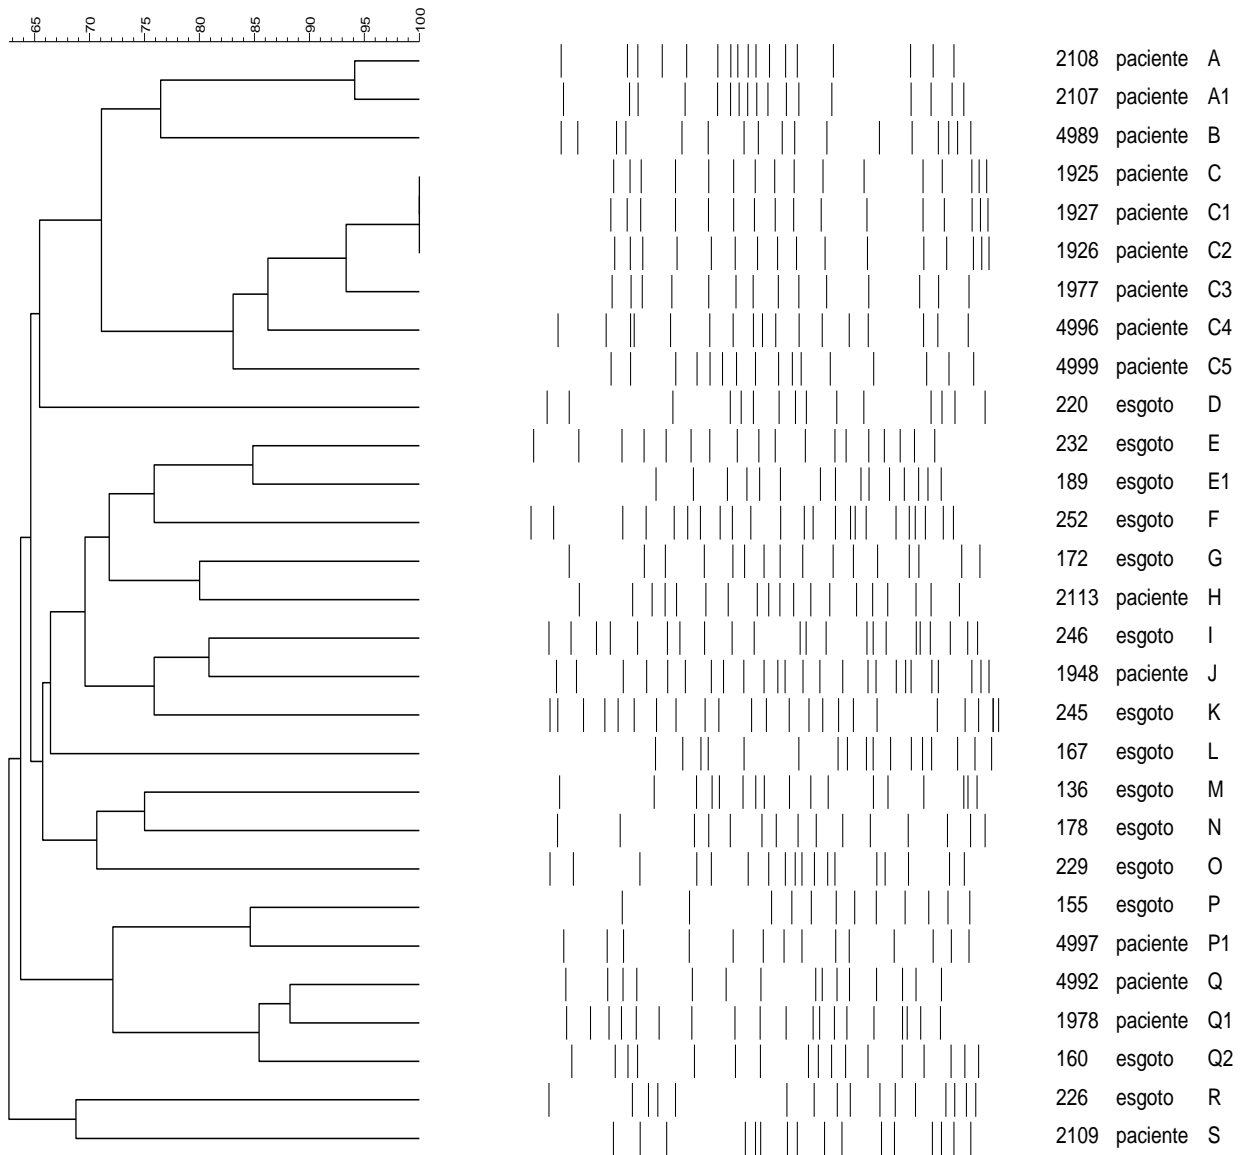 65 70 75 80 85 90 95 100
2108 paciente A
2107 paciente A1
4989 paciente B
1925 paciente C
1927 paciente C1
1926 paciente C2
1977 paciente C3
4996 paciente C4
4999 paciente C5
220 esgoto D
232 esgoto E
189 esgoto E1
252 esgoto F
172 esgoto G
2113 paciente H
246 esgoto I
1948 paciente J
245 esgoto K
167 esgoto L
136 esgoto M
178 esgoto N
229 esgoto O
155 esgoto P
4997 paciente P1
4992 paciente Q
1978 paciente Q1
160 esgoto Q2
226 esgoto R
2109 paciente S